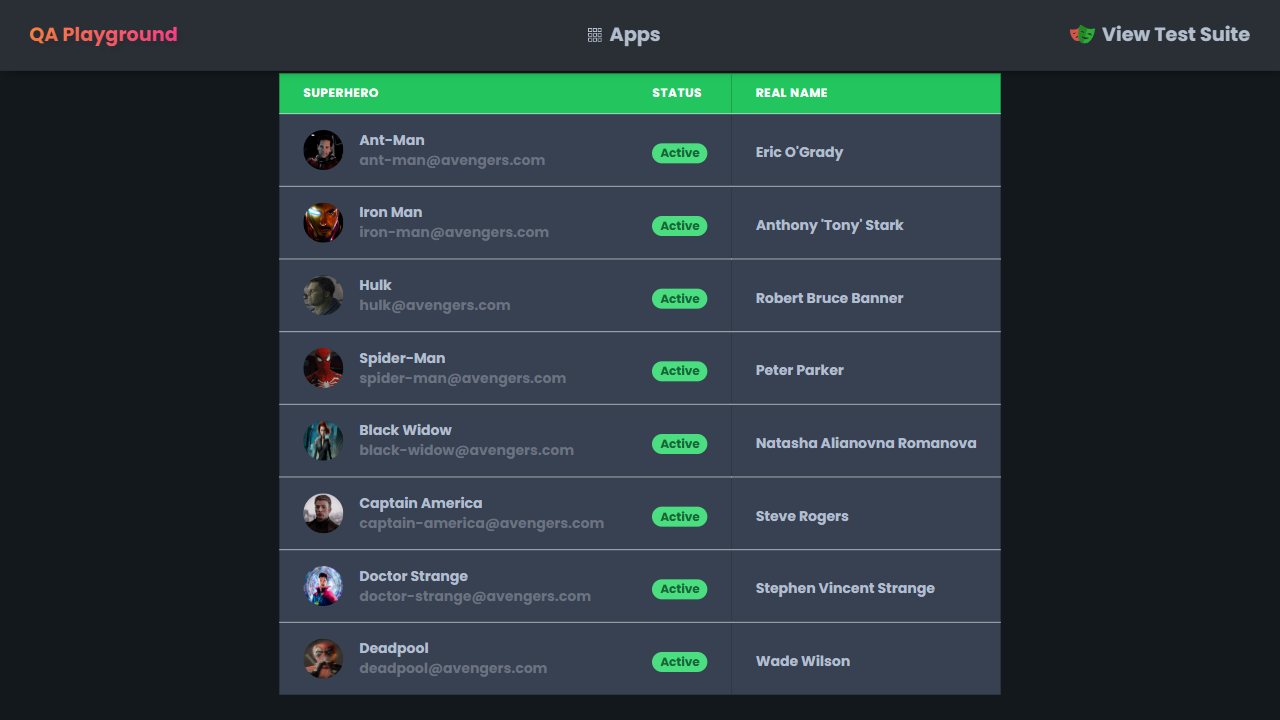 QA Playground
Apps
View Test Suite
SUPERHERO STATUS REAL NAME
Ant-Man
ant-man@avengers.com
Active
Eric O'Grady
Iron Man
iron-man@avengers.com
Active
Anthony 'Tony' Stark
Hulk
hulk@avengers.com
Active
Robert Bruce Banner
Spider-Man
spider-man@avengers.com
Active
Peter Parker
Black Widow
black-widow@avengers.com
Active
Natasha Alianovna Romanova
Captain America
captain-america@avengers.com
Active
Steve Rogers
Doctor Strange
doctor-strange@avengers.com
Active
Stephen Vincent Strange
Deadpool
deadpool@avengers.com
Active
Wade Wilson